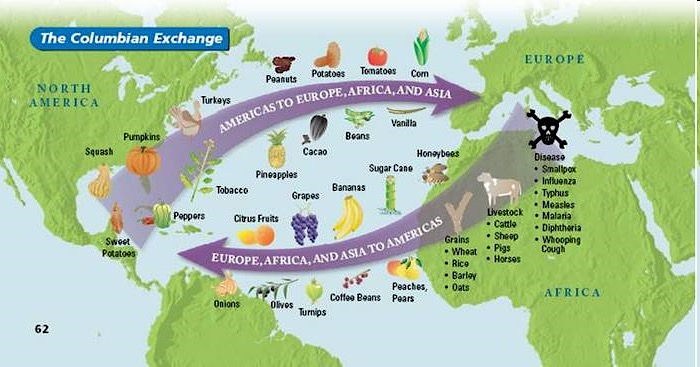 The Columbian Exchange
NORTH
AMERICA
EUROPE
AFRICA
AMERICAS TO EUROPE, AFRICA, AND ASIA
Peanuts
Potatoes
Tomatoes
Corn
Turkeys
Pumpkins
Squash
Sweet
Potatoes
Peppers
Tobacco
Pineapples
Cacao
Beans
Vanilla
EUROPE, AFRICA, AND ASIA TO AMERICAS
Honeybees
Sugar Cane
Bananas
Grapes
Citrus Fruits
Onions
Olives
Turnips
Coffee Beans
Peaches,
Pears
Grains
• Wheat
• Rice
• Barley
• Oats
Livestock
• Cattle
• Sheep
• Pigs
• Horses
Disease
• Smallpox
• Influenza
• Typhus
• Measles
• Malaria
• Diphtheria
• Whooping
Cough
62